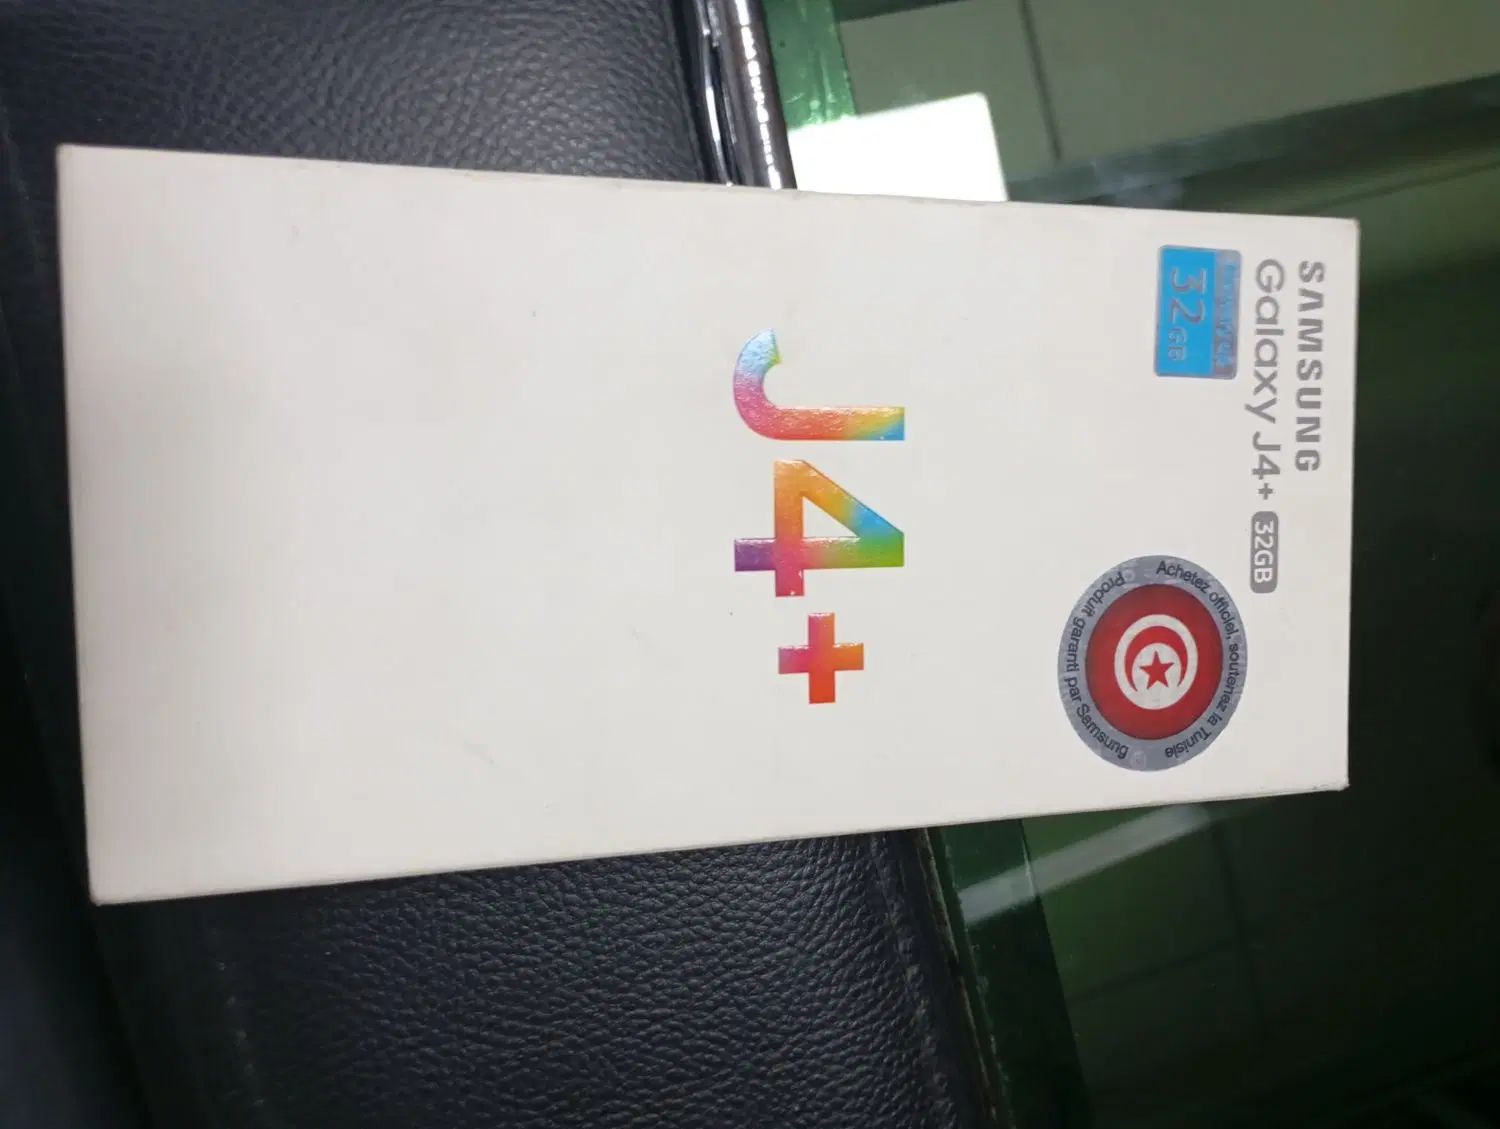 SAMSUNG
Galaxy J4+ 32GB
32GB
Achetez officiel, soutenez la Tunisie
Produit garanti par Samsung
J4+